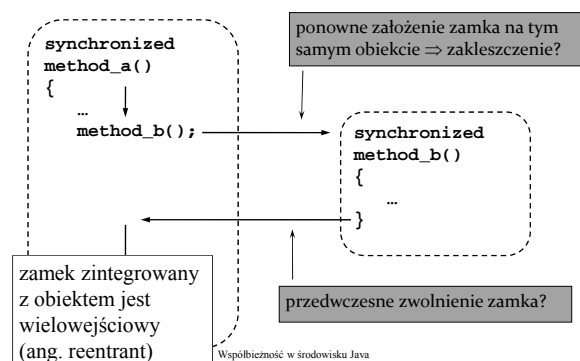 ponowne założenie zamka na tym
samym obiekcie ⇒ zakleszczenie?
synchronized
method_a()
{
…
method_b();
synchronized
method_b()
{
…
}
zamek zintegrowany
z obiektem jest
wielowejściowy
(ang. reentrant)
przedwczesne zwolnienie zamka?
Współbieżność w środowisku Java